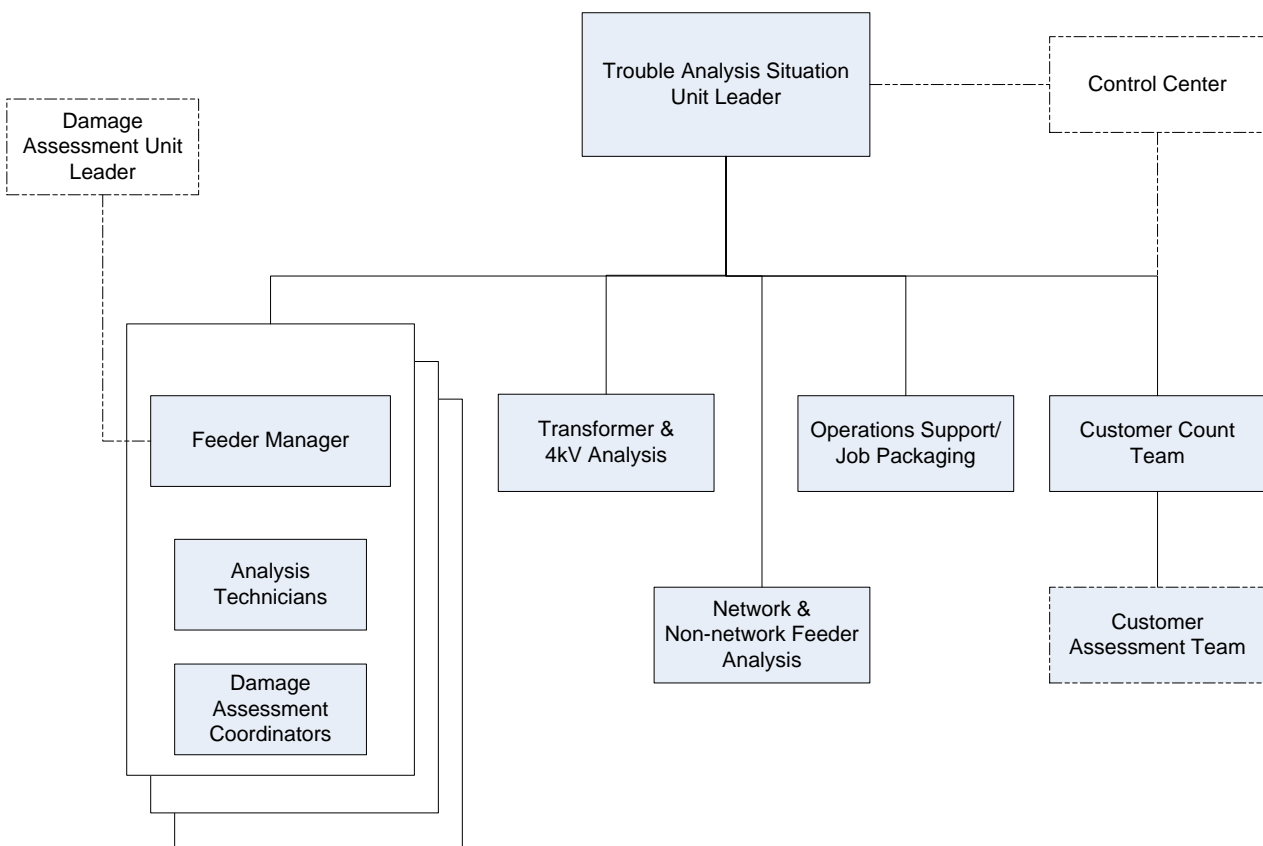 Trouble Analysis Situation
Unit Leader
Control Center
Damage
Assessment Unit
Leader
Feeder Manager
Transformer &
4kV Analysis
Operations Support/
Job Packaging
Customer Count
Team
Analysis
Technicians
Network &
Non-network Feeder
Analysis
Customer
Assessment Team
Damage
Assessment
Coordinators